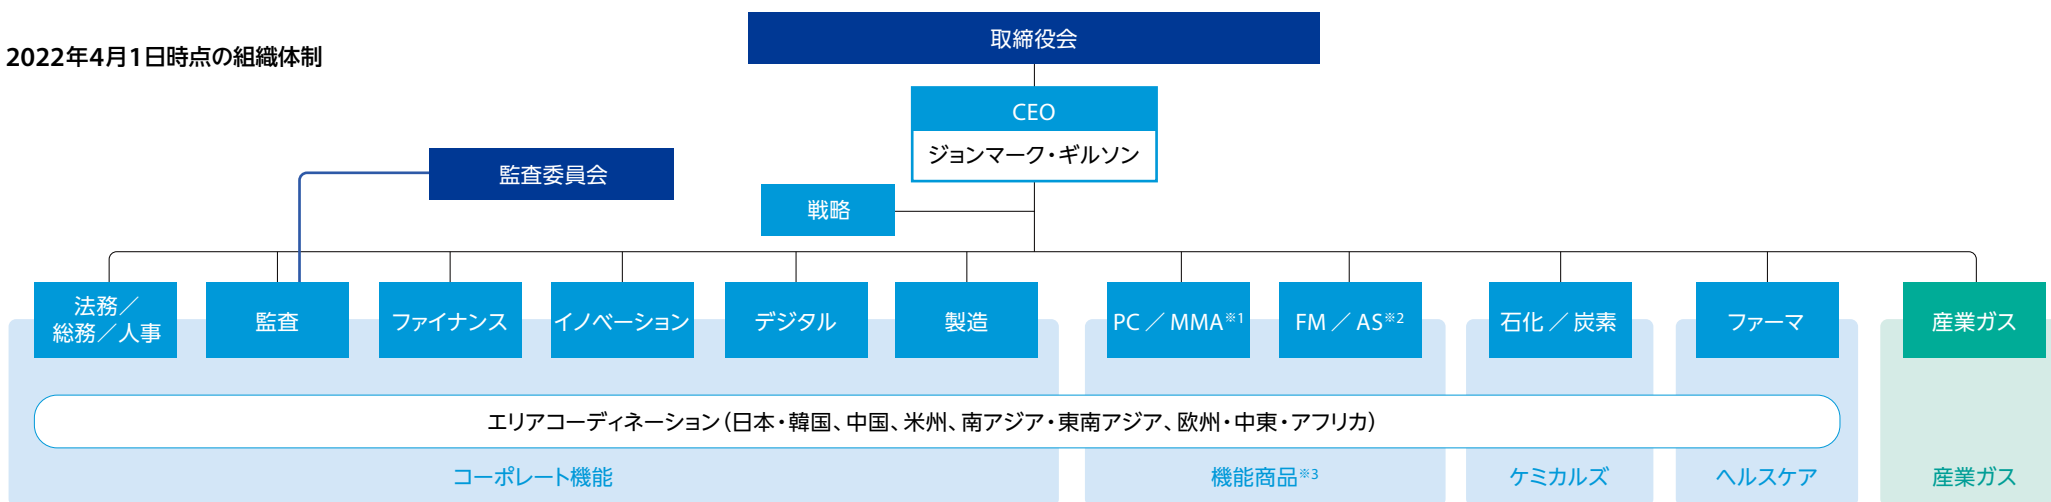 2022年4月1日時点の組織体制
取締役会
CEO
ジョンマーク・ギルソン
監査委員会
戦略
法務／
総務／人事
監査
ファイナンス
イノベーション
デジタル
製造
PC ／ MMA※1
FM ／ AS※2
石化 ／ 炭素
ファーマ
産業ガス
エリアコーディネーション（日本・韓国、中国、米州、南アジア・東南アジア、欧州・中東・アフリカ）
コーポレート機能
機能商品※3
ケミカルズ
ヘルスケア
産業ガス